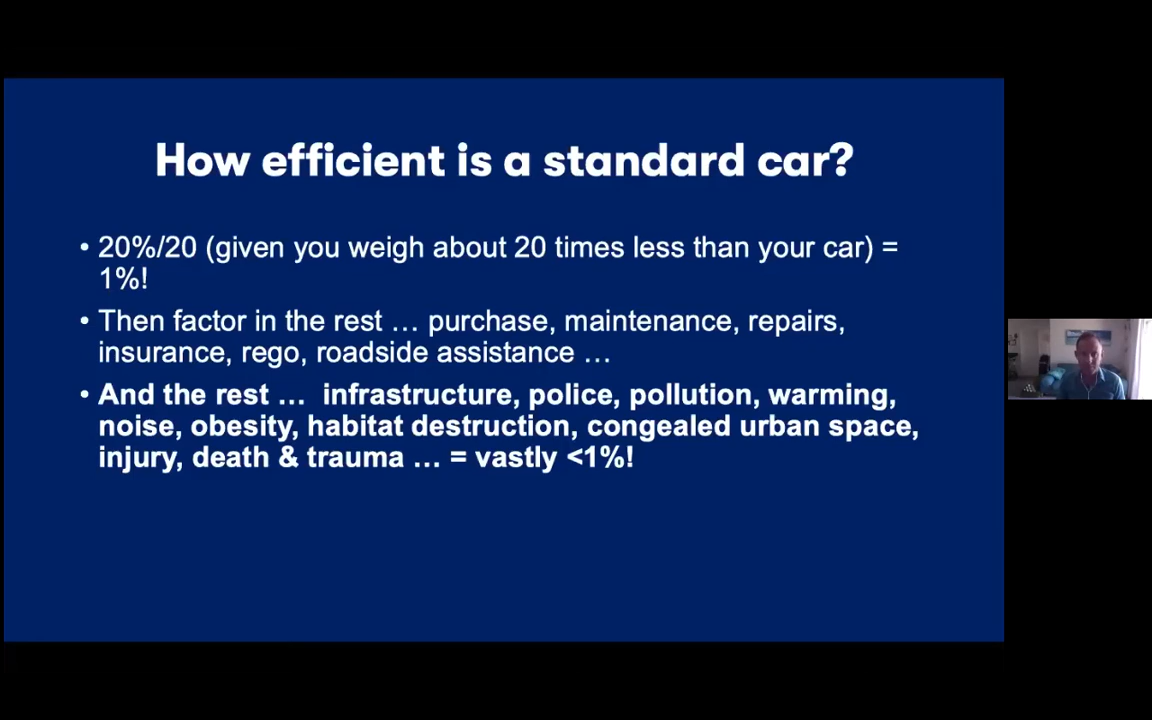 How efficient is a standard car?
• 20%/20 (given you weigh about 20 times less than your car) =
1%!
• Then factor in the rest … purchase, maintenance, repairs,
insurance, rego, roadside assistance …
• And the rest … infrastructure, police, pollution, warming,
noise, obesity, habitat destruction, congealed urban space,
injury, death & trauma … = vastly <1%!